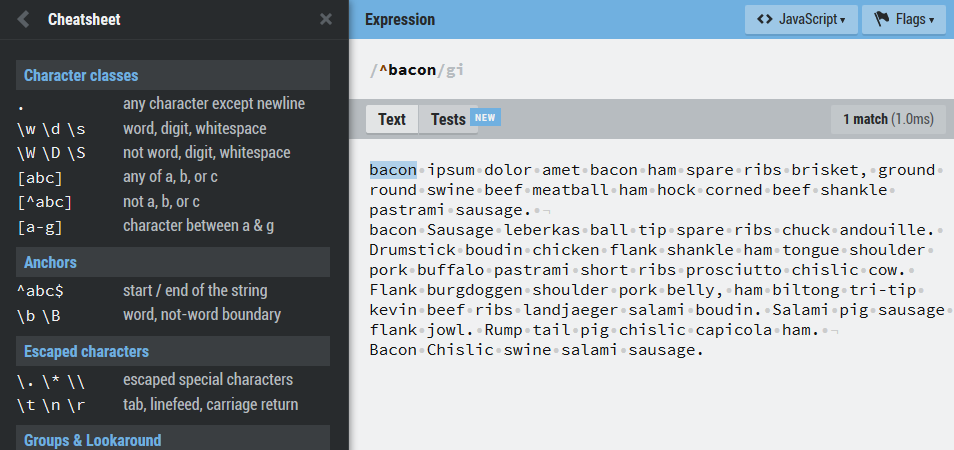 Cheatsheet
Character classes
. any character except newline
\w \d \s word, digit, whitespace
\W \D \S not word, digit, whitespace
[abc] any of a, b, or c
[^abc] not a, b, or c
[a-g] character between a & g
Anchors
^abc$ start / end of the string
\b \B word, not-word boundary
Escaped characters
\. \* \\ escaped special characters
\t \n \r tab, linefeed, carriage return
Groups & Lookaround
Expression
JavaScript
Flags
/^bacon/gi
Text Tests NEW
1 match (1.0ms)
bacon ipsum dolor amet bacon ham spare ribs brisket, ground
round swine beef meatball ham hock corned beef shankle
pastrami sausage. ¬
bacon Sausage leberkas ball tip spare ribs chuck andouille.
Drumstick boudin chicken flank shankle ham tongue shoulder
pork buffalo pastrami short ribs prosciutto chislic cow.
Flank burgdoggen shoulder pork belly, ham biltong tri-tip
kevin beef ribs landjaeger salami boudin. Salami pig sausage
flank jowl. Rump tail pig chislic capicola ham. ¬
Bacon Chislic swine salami sausage.